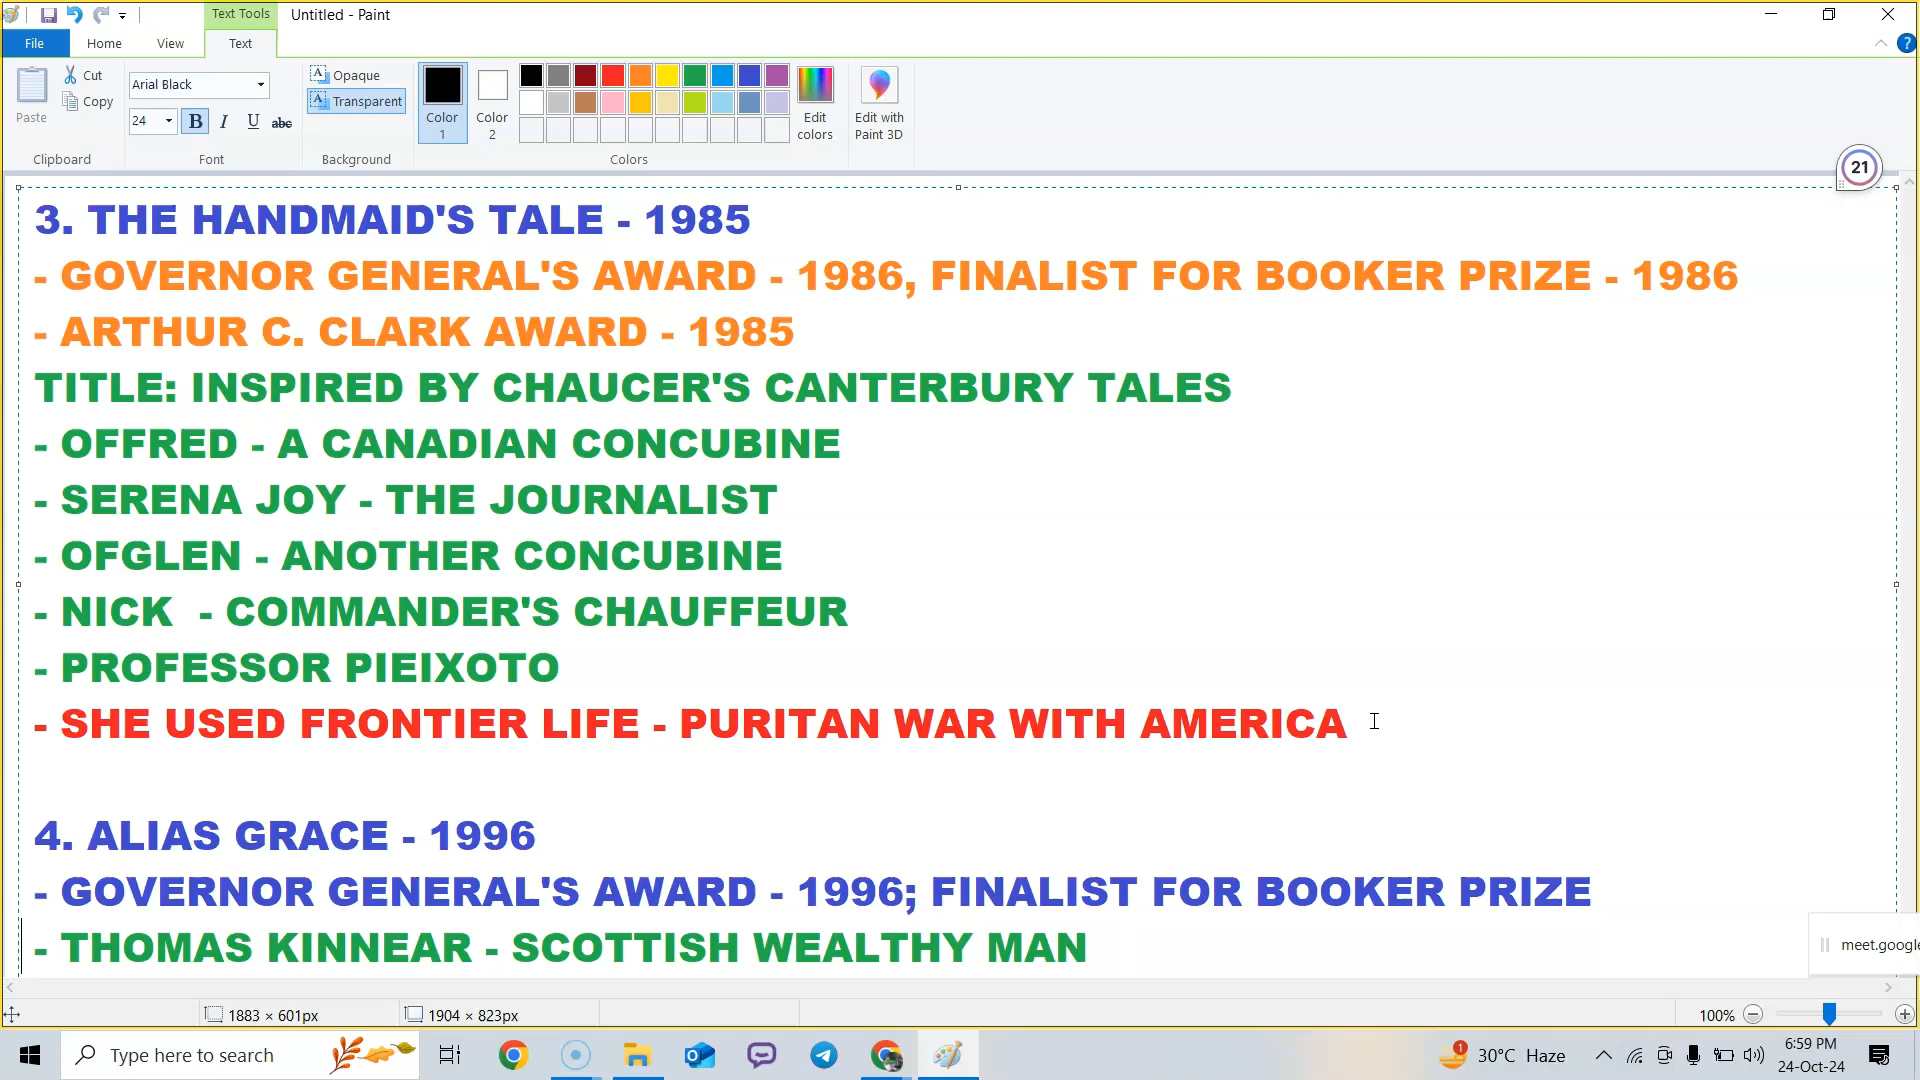 Text Tools
Untitled - Paint
File
Home
View
Text
Paste
Cut
Copy
Clipboard
Arial Black
24
B I U abc
Font
Opaque
Transparent
Background
Color 1
Color 2
Edit colors
Colors
Edit with Paint 3D
21
3. THE HANDMAID'S TALE - 1985
- GOVERNOR GENERAL'S AWARD - 1986, FINALIST FOR BOOKER PRIZE - 1986
- ARTHUR C. CLARK AWARD - 1985
TITLE: INSPIRED BY CHAUCER'S CANTERBURY TALES
- OFFRED - A CANADIAN CONCUBINE
- SERENA JOY - THE JOURNALIST
- OFGLEN - ANOTHER CONCUBINE
- NICK - COMMANDER'S CHAUFFEUR
- PROFESSOR PIEIXOTO
- SHE USED FRONTIER LIFE - PURITAN WAR WITH AMERICA
4. ALIAS GRACE - 1996
- GOVERNOR GENERAL'S AWARD - 1996; FINALIST FOR BOOKER PRIZE
- THOMAS KINNEAR - SCOTTISH WEALTHY MAN
meet.google
1883 × 601px
1904 × 823px
100%
Type here to search
1
30°C Haze
6:59 PM
24-Oct-24